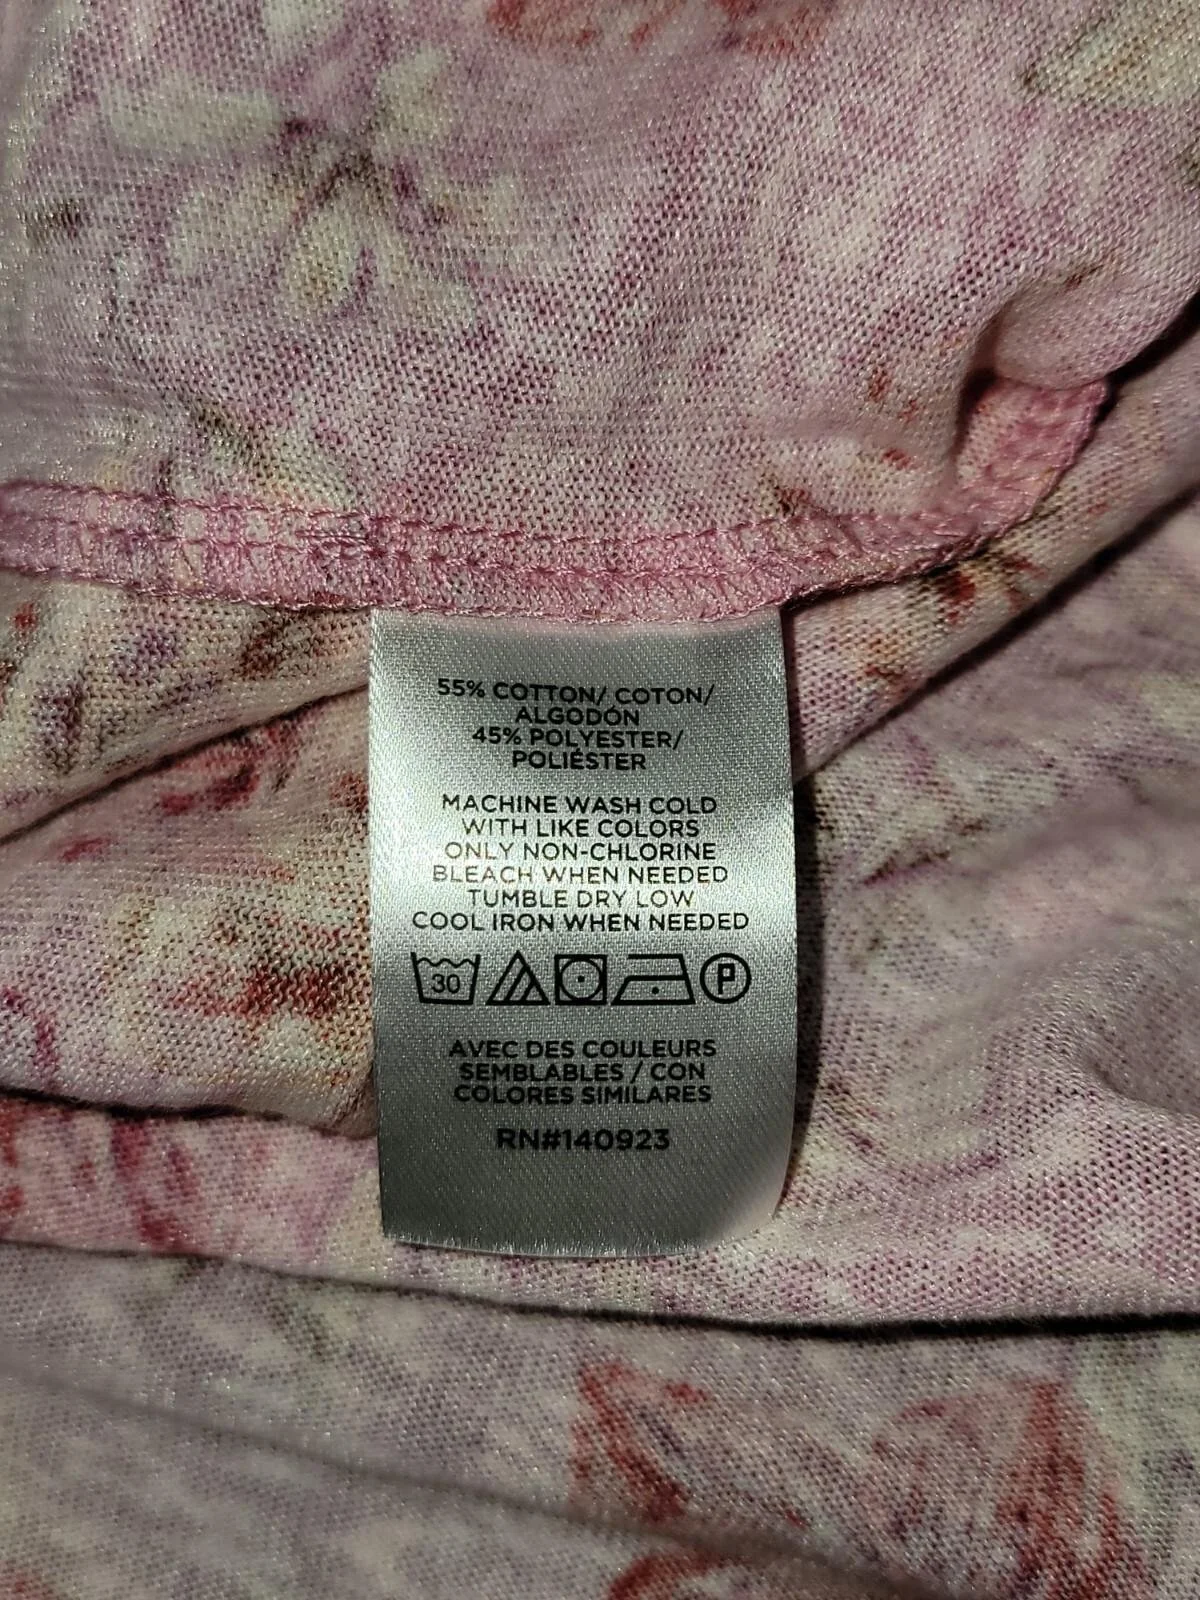 55% COTTON/ COTON/
ALGODÓN
45% POLYESTER/
POLIÉSTER
MACHINE WASH COLD
WITH LIKE COLORS
ONLY NON-CHLORINE
BLEACH WHEN NEEDED
TUMBLE DRY LOW
COOL IRON WHEN NEEDED
30 P
AVEC DES COULEURS
SEMBLABLES / CON
COLORES SIMILARES
RN#140923